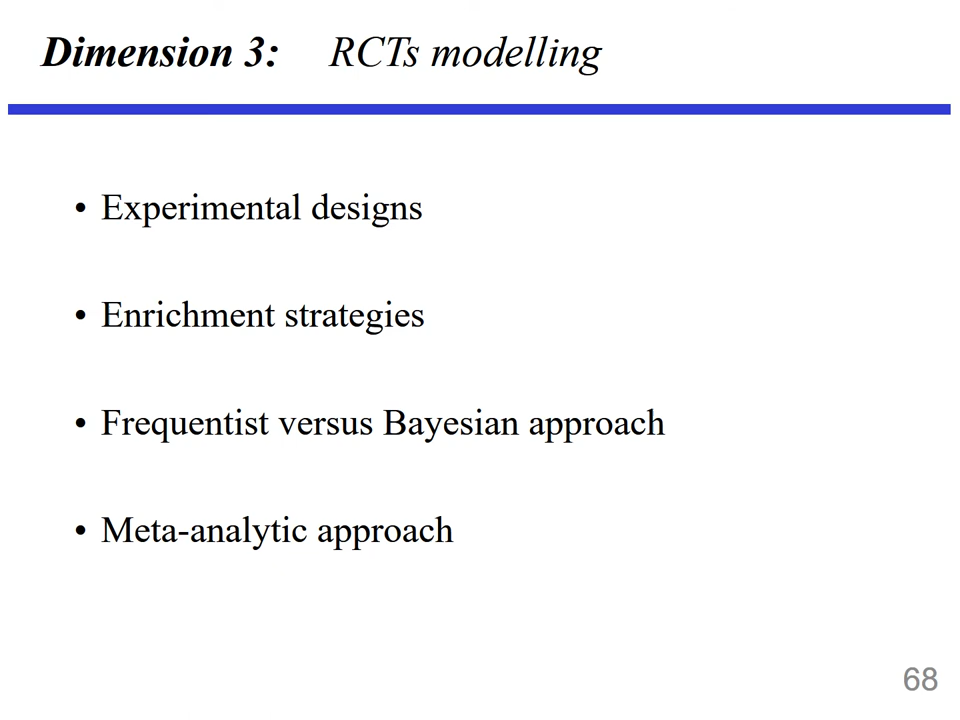 Dimension 3: RCTs modelling
• Experimental designs
• Enrichment strategies
• Frequentist versus Bayesian approach
• Meta-analytic approach
68